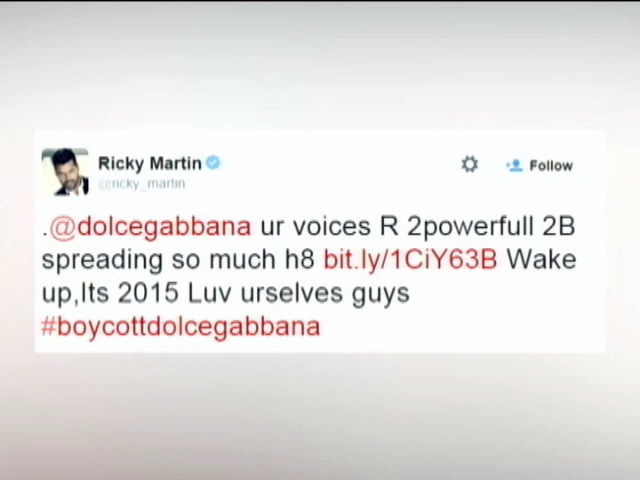 Ricky Martin
@ricky_martin
Follow
.@dolcegabbana ur voices R 2powerfull 2B
spreading so much h8 bit.ly/1CiY63B Wake
up,Its 2015 Luv urselves guys
#boycottdolcegabbana